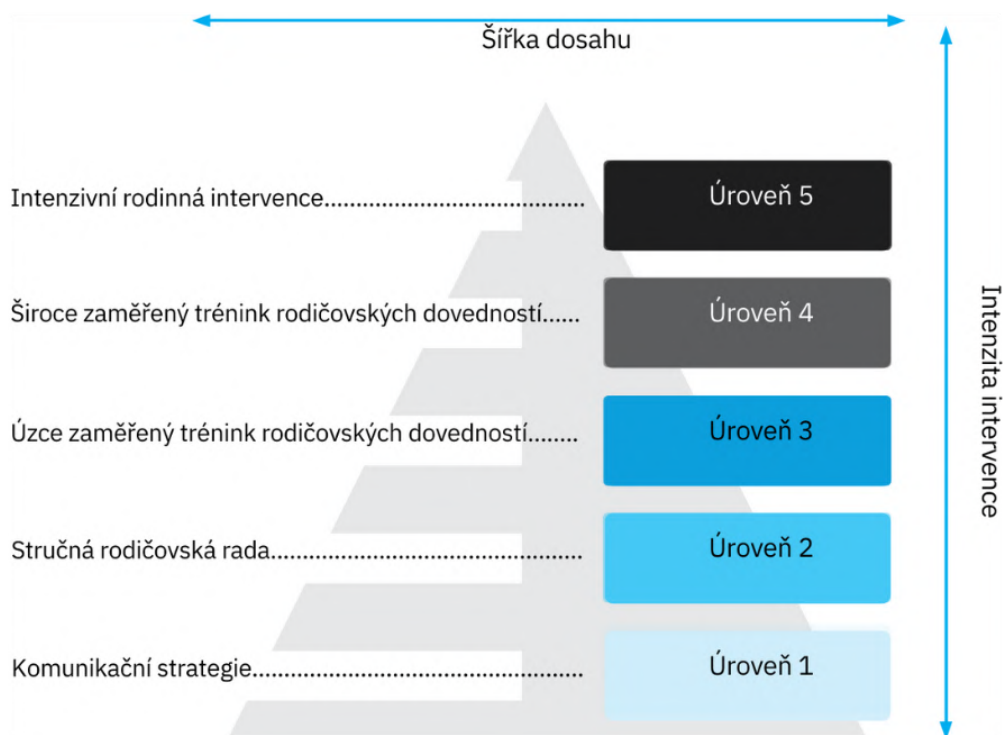 Šířka dosahu
Intenzivní rodinná intervence.......................................... Úroveň 5
Široce zaměřený trénink rodičovských dovedností...... Úroveň 4
Úzce zaměřený trénink rodičovských dovedností........ Úroveň 3
Stručná rodičovská rada.................................................. Úroveň 2
Komunikační strategie..................................................... Úroveň 1
Intenzita intervence